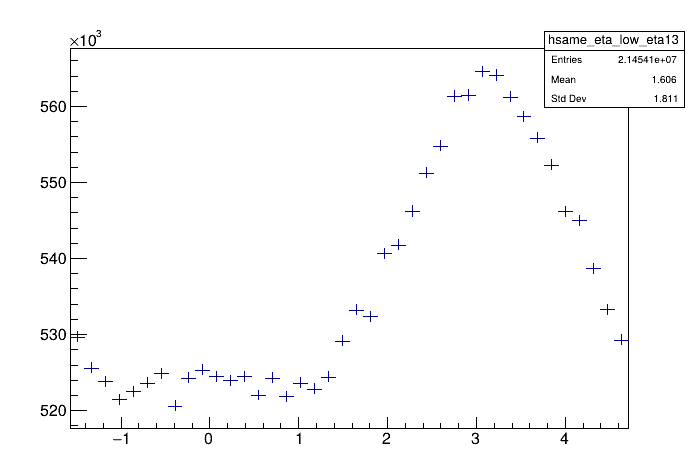 ×10³
hsame_eta_low_eta13
Entries 2.14541e+07
Mean 1.606
Std Dev 1.811
560
550
540
530
520
−1 0 1 2 3 4